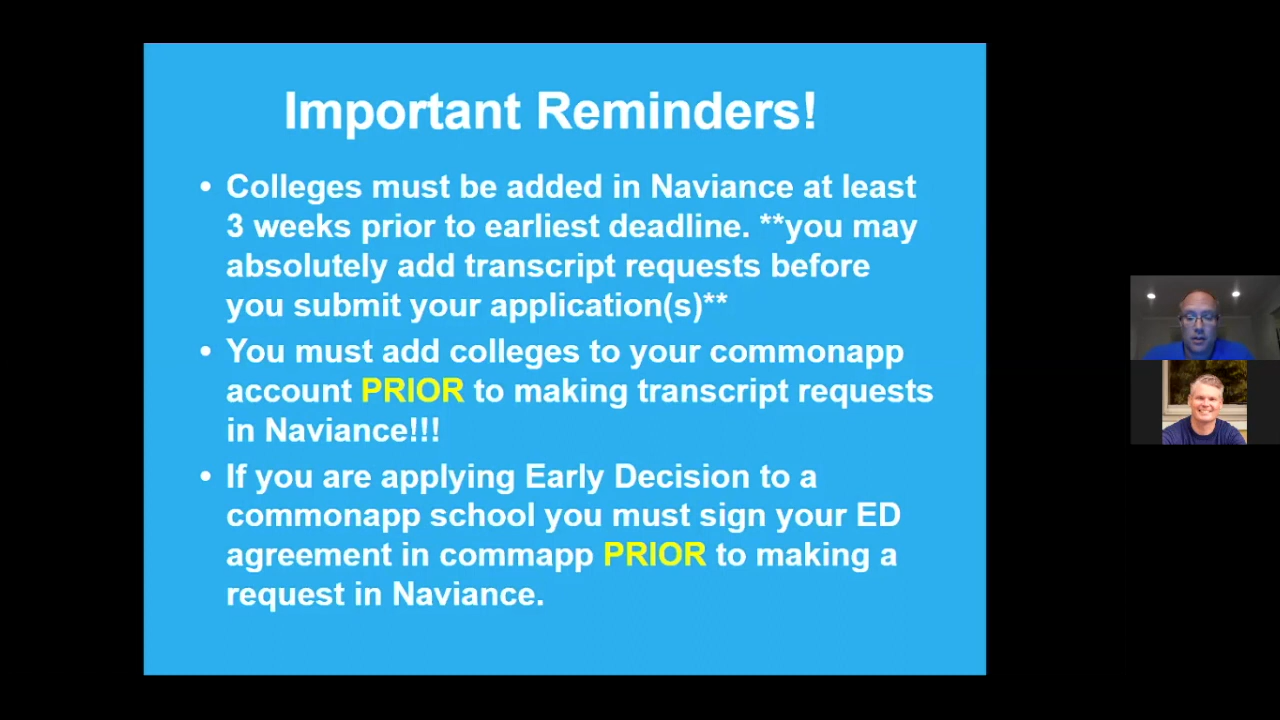 Important Reminders!
• Colleges must be added in Naviance at least
3 weeks prior to earliest deadline. **you may
absolutely add transcript requests before
you submit your application(s)**
• You must add colleges to your commonapp
account PRIOR to making transcript requests
in Naviance!!!
• If you are applying Early Decision to a
commonapp school you must sign your ED
agreement in commapp PRIOR to making a
request in Naviance.